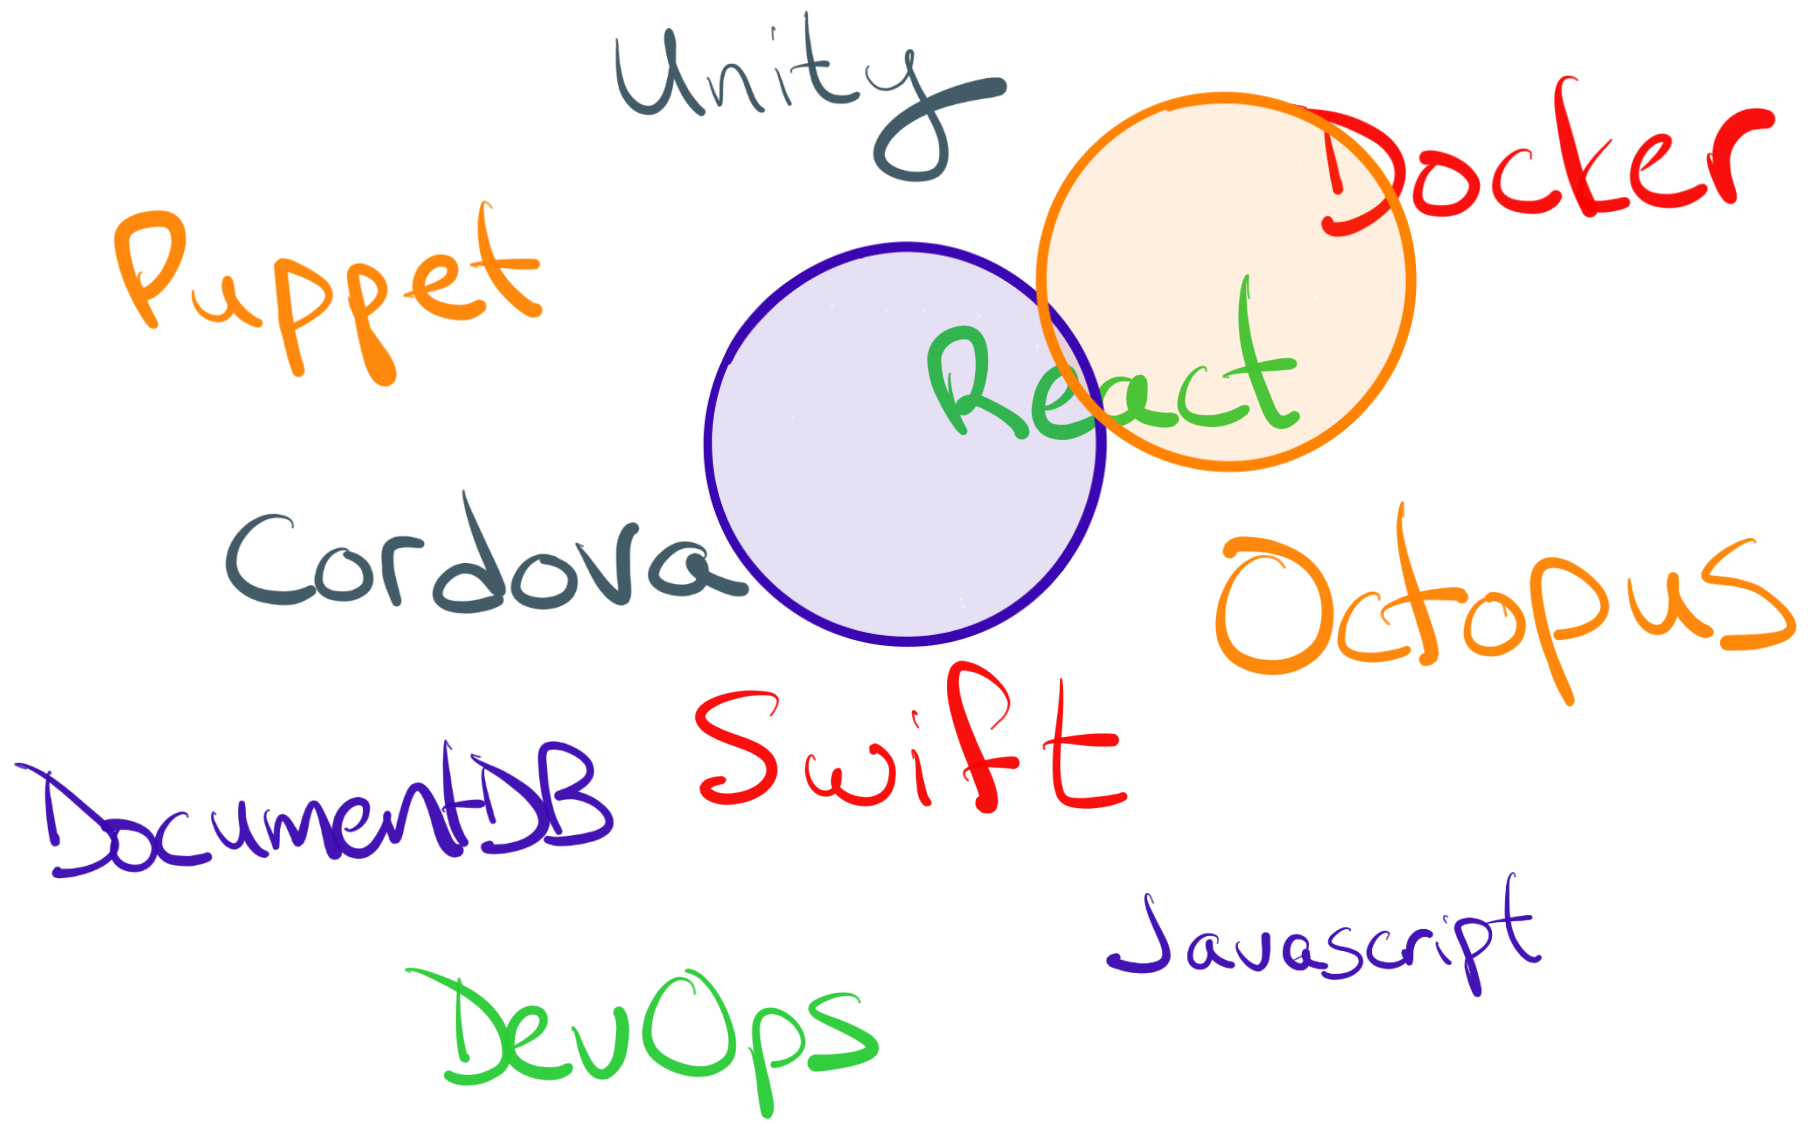 Unity
Docker
Puppet
React
Cordova
Octopus
Swift
DocumentDB
Javascript
DevOps